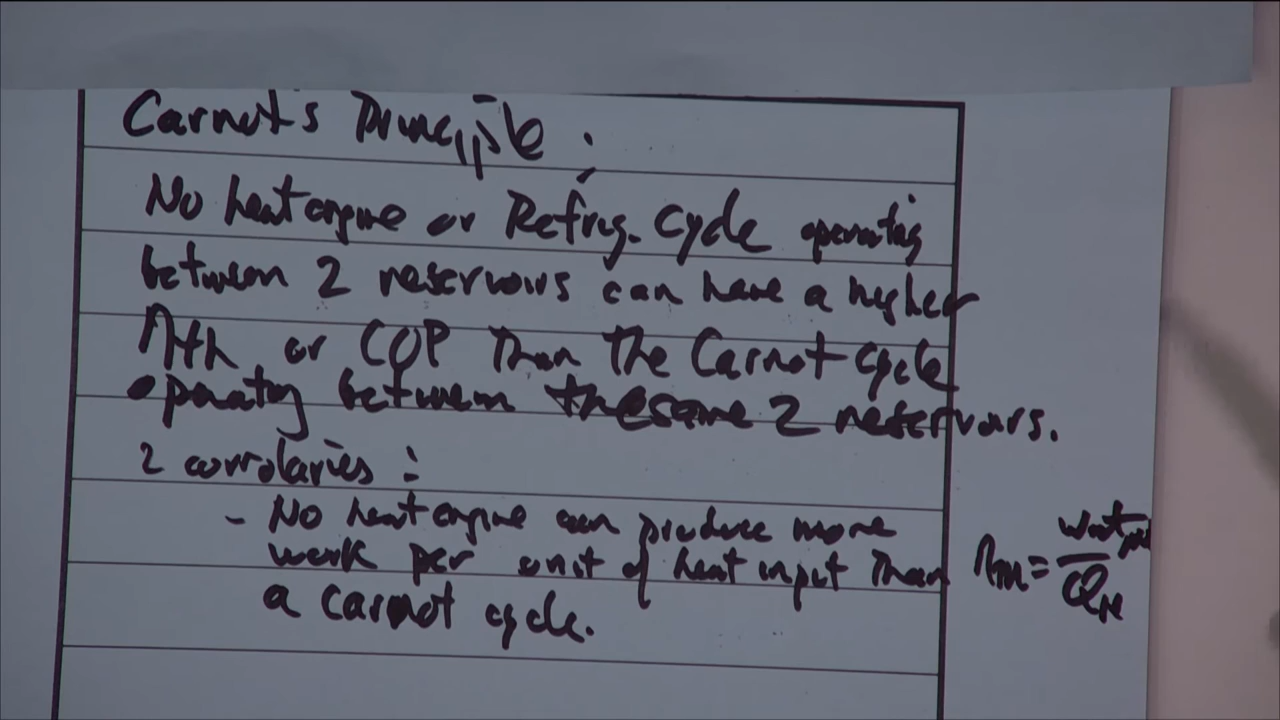 Carnot's Principle:
No heat engine or Refrig. Cycle operating
between 2 reservoirs can have a higher
ηth or COP Than The Carnot cycle
operating between the same 2 reservoirs.
2 corrolaries:
- No heat engine can produce more
work per unit of heat input Than
a Carnot cycle.
ηth = / QH